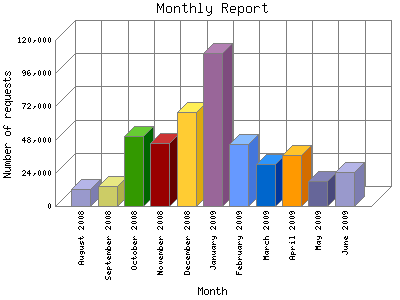 Monthly Report
Number of requests
120,000
96,000
72,000
48,000
24,000
0
August 2008
September 2008
October 2008
November 2008
December 2008
January 2009
February 2009
March 2009
April 2009
May 2009
June 2009
Month